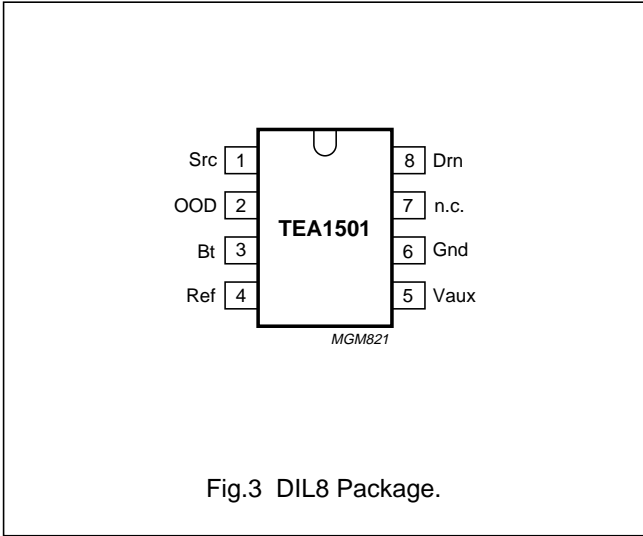 Src 1 8 Drn
OOD 2 7 n.c.
TEA1501
Bt 3 6 Gnd
Ref 4 5 Vaux
MGM821
Fig.3 DIL8 Package.